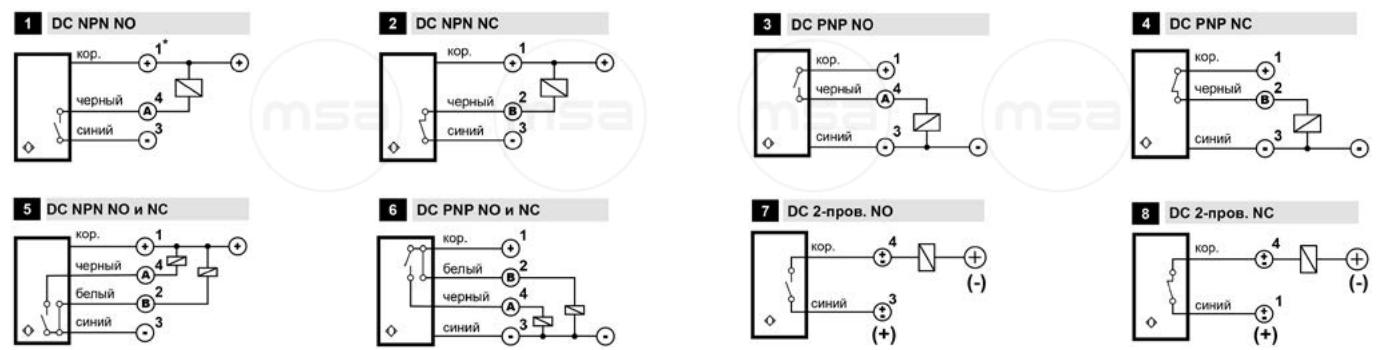 1 DC NPN NO
кор. + 1* +
черный A 4
синий - 3
2 DC NPN NC
кор. + 1 +
черный B 2
синий - 3
3 DC PNP NO
кор. + 1
черный A 4
синий - 3 -
4 DC PNP NC
кор. + 1
черный B 2
синий - 3 -
5 DC NPN NO и NC
кор. + 1 +
черный A 4
белый B 2
синий - 3
6 DC PNP NO и NC
кор. + 1
белый B 2
черный A 4
синий - 3 -
7 DC 2-пров. NO
кор. ± 4 +
(-)
синий ± 3
(+)
8 DC 2-пров. NC
кор. ± 4 +
(-)
синий ± 1
(+)
msa
msa
msa
msa